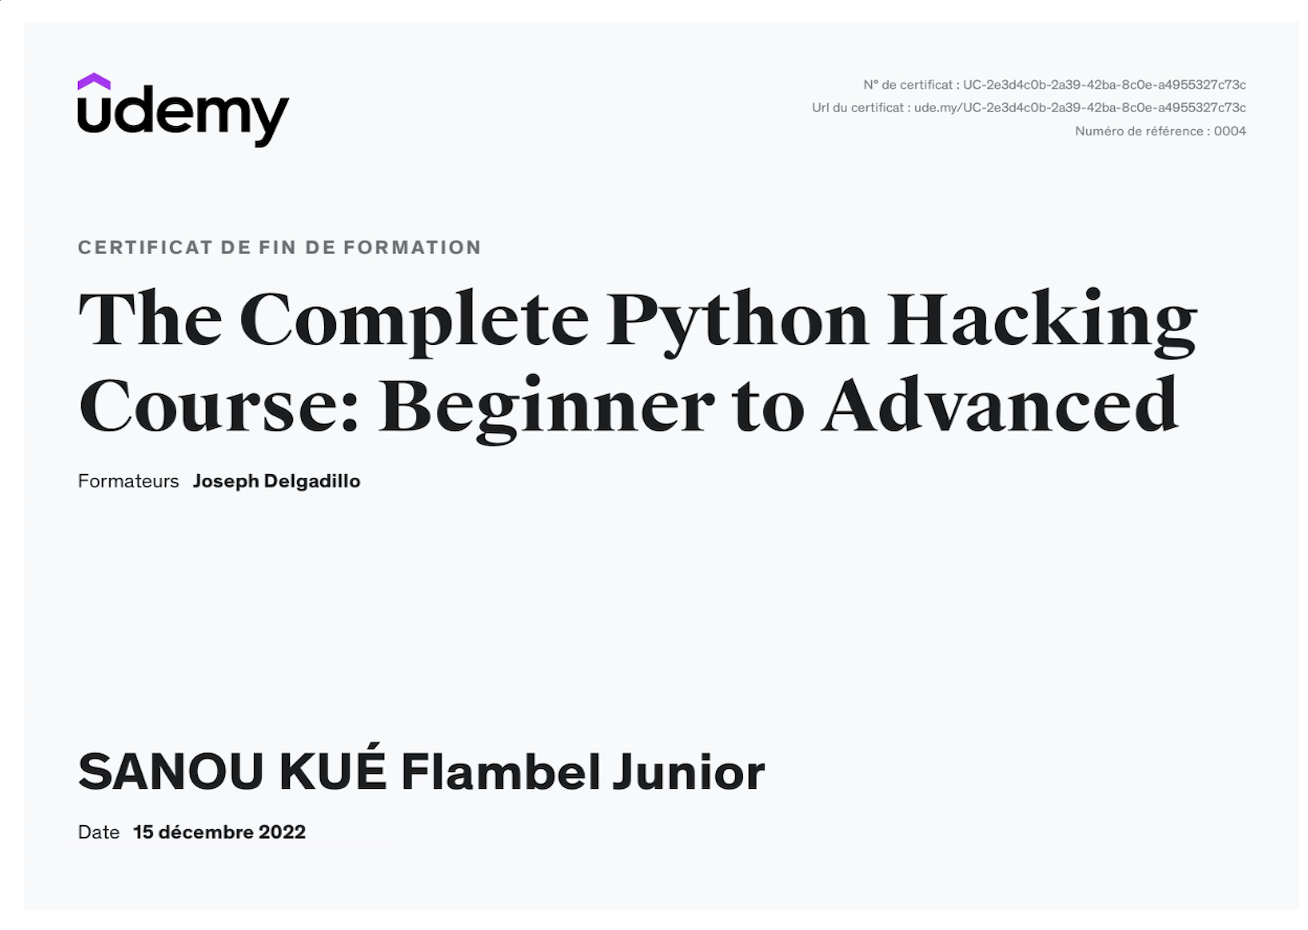 udemy
N° de certificat : UC-2e3d4c0b-2a39-42ba-8c0e-a4955327c73c
Url du certificat : ude.my/UC-2e3d4c0b-2a39-42ba-8c0e-a4955327c73c
Numéro de référence : 0004
CERTIFICAT DE FIN DE FORMATION
The Complete Python Hacking
Course: Beginner to Advanced
Formateurs Joseph Delgadillo
SANOU KUÉ Flambel Junior
Date 15 décembre 2022